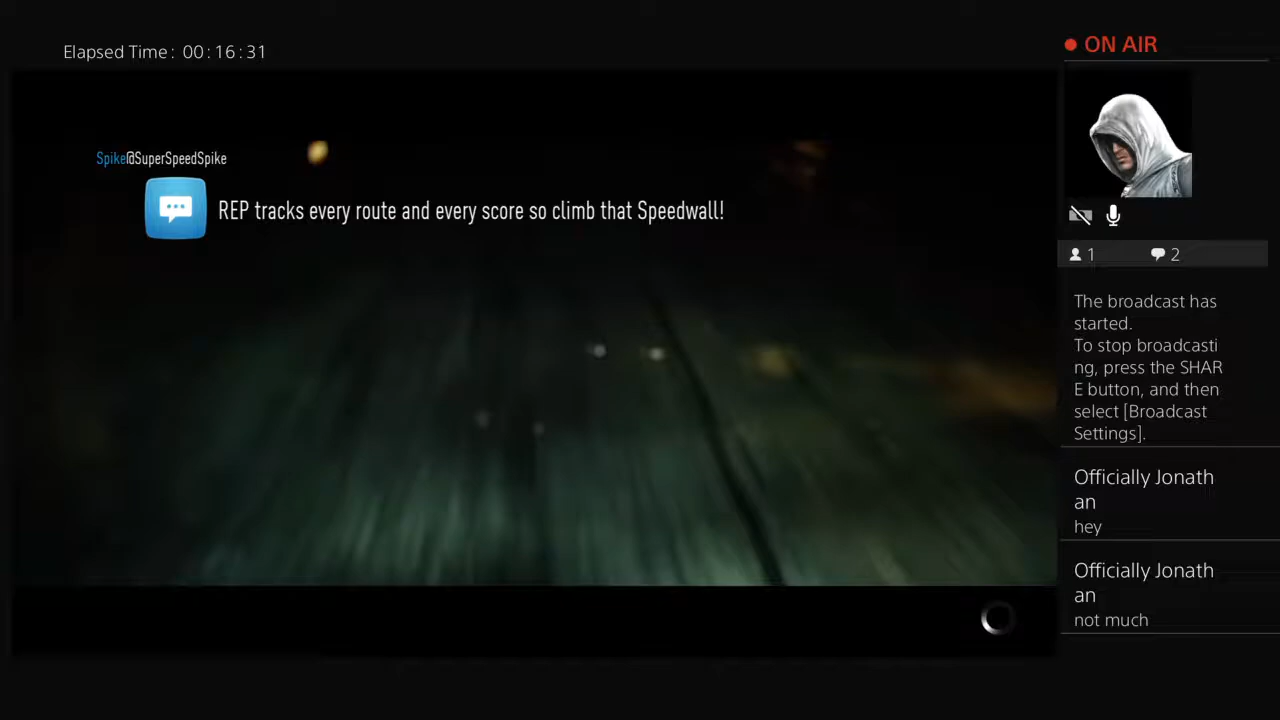 Elapsed Time: 00:16:31
ON AIR
Spike@SuperSpeedSpike
REP tracks every route and every score so climb that Speedwall!
1 2
The broadcast has
started.
To stop broadcasti
ng, press the SHAR
E button, and then
select [Broadcast
Settings].
Officially Jonath
an
hey
Officially Jonath
an
not much